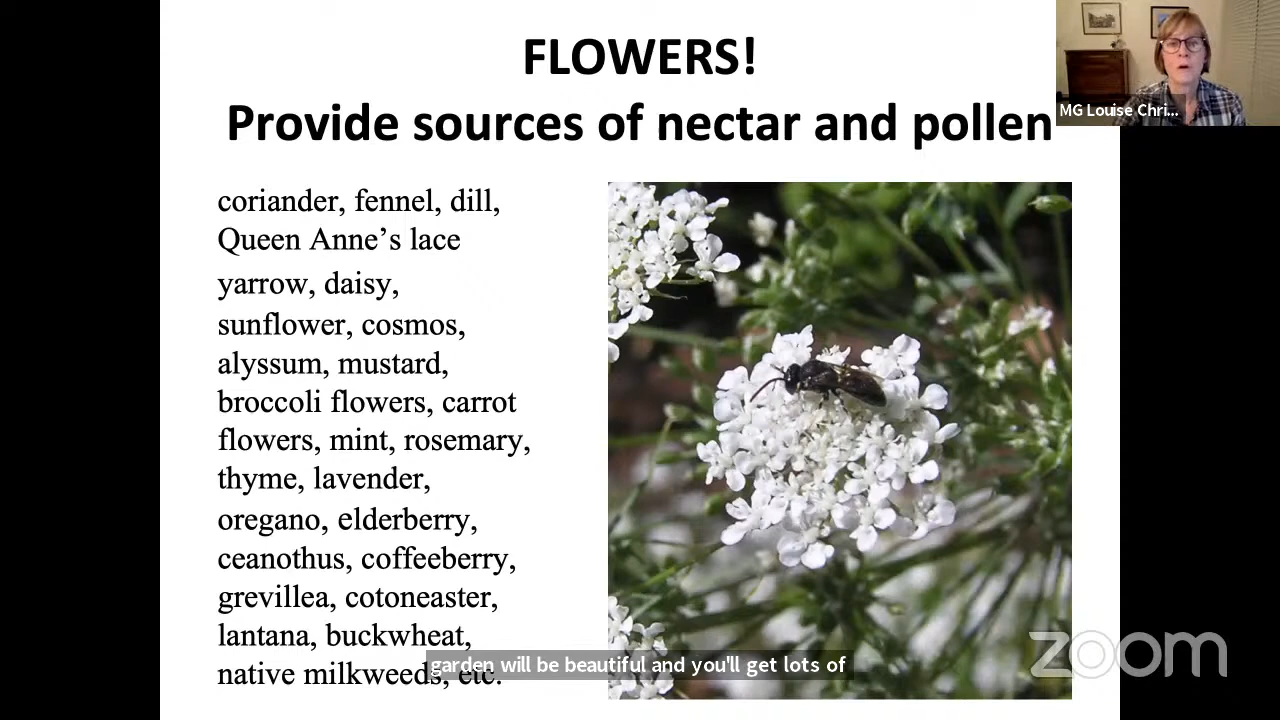 FLOWERS!
Provide sources of nectar and pollen
MG Louise Chri...
coriander, fennel, dill,
Queen Anne’s lace
yarrow, daisy,
sunflower, cosmos,
alyssum, mustard,
broccoli flowers, carrot
flowers, mint, rosemary,
thyme, lavender,
oregano, elderberry,
ceanothus, coffeeberry,
grevillea, cotoneaster,
lantana, buckwheat,
native milkweeds, etc.
garden will be beautiful and you'll get lots of
zoom